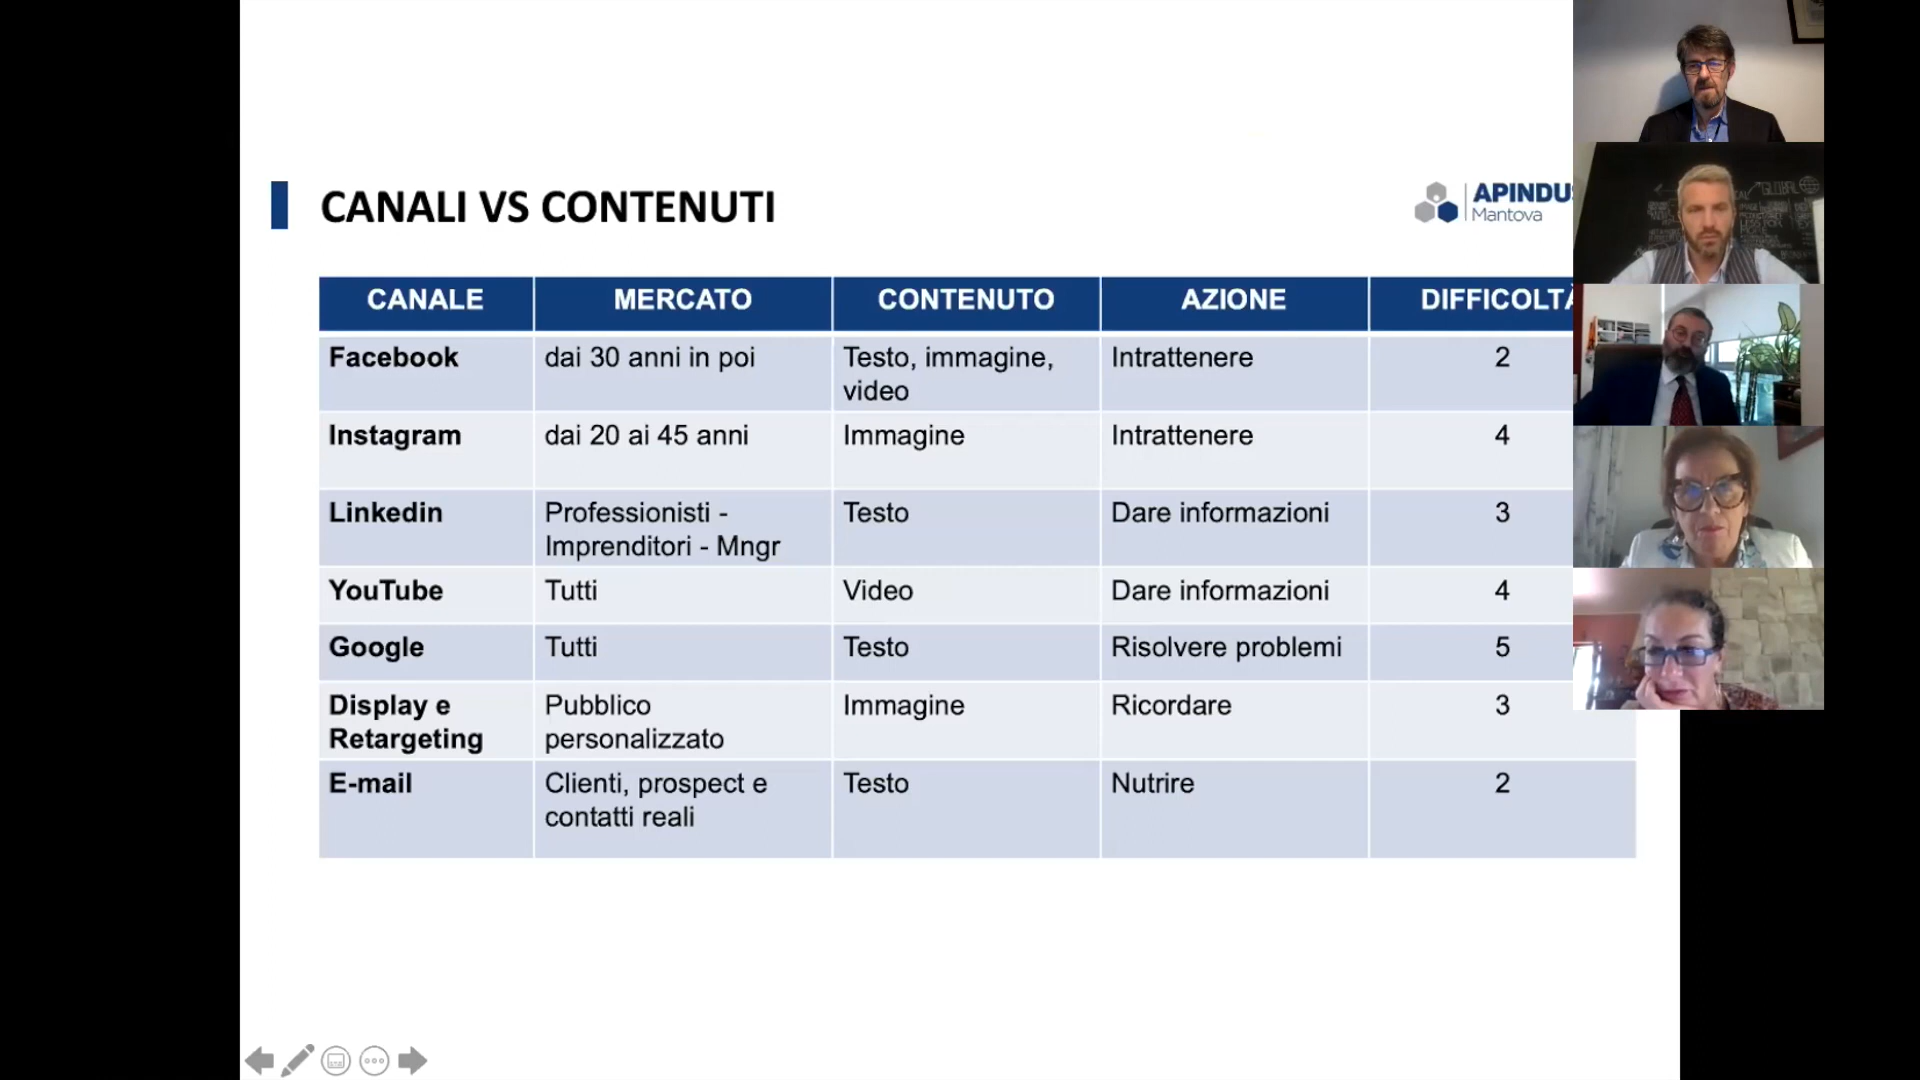 CANALI VS CONTENUTI
APINDUS
Mantova
CANALE MERCATO CONTENUTO AZIONE DIFFICOLTÀ
Facebook dai 30 anni in poi Testo, immagine, Intrattenere 2
video
Instagram dai 20 ai 45 anni Immagine Intrattenere 4
Linkedin Professionisti - Testo Dare informazioni 3
Imprenditori - Mngr
YouTube Tutti Video Dare informazioni 4
Google Tutti Testo Risolvere problemi 5
Display e Pubblico Immagine Ricordare 3
Retargeting personalizzato
E-mail Clienti, prospect e Testo Nutrire 2
contatti reali
GLOBAL